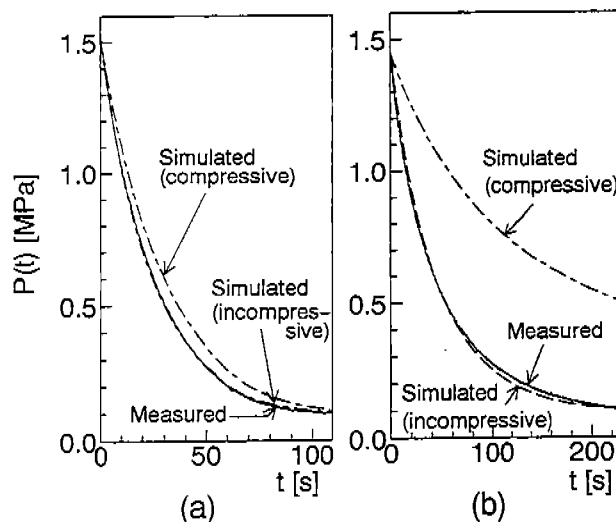 P(t) [MPa]
1.5
1.0
0.5
0.0
Simulated
(compressive)
Simulated
(incompres-
sive)
Measured
0
50
100
t [s]
(a)
1.5
1.0
0.5
0.0
Simulated
(compressive)
Measured
Simulated
(incompressive)
0
100
200
t [s]
(b)